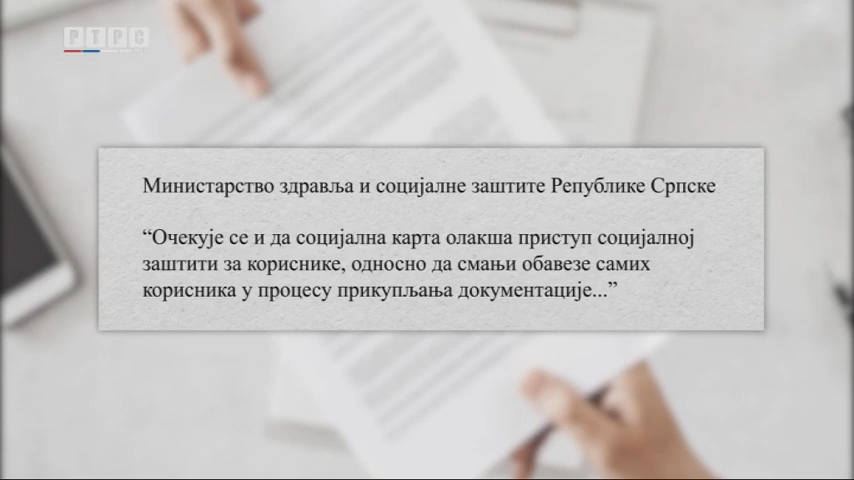 РТРС
Министарство здравља и социјалне заштите Републике Српске
“Очекује се и да социјална карта олакша приступ социјалној
заштити за кориснике, односно да смањи обавезе самих
корисника у процесу прикупљања документације...”